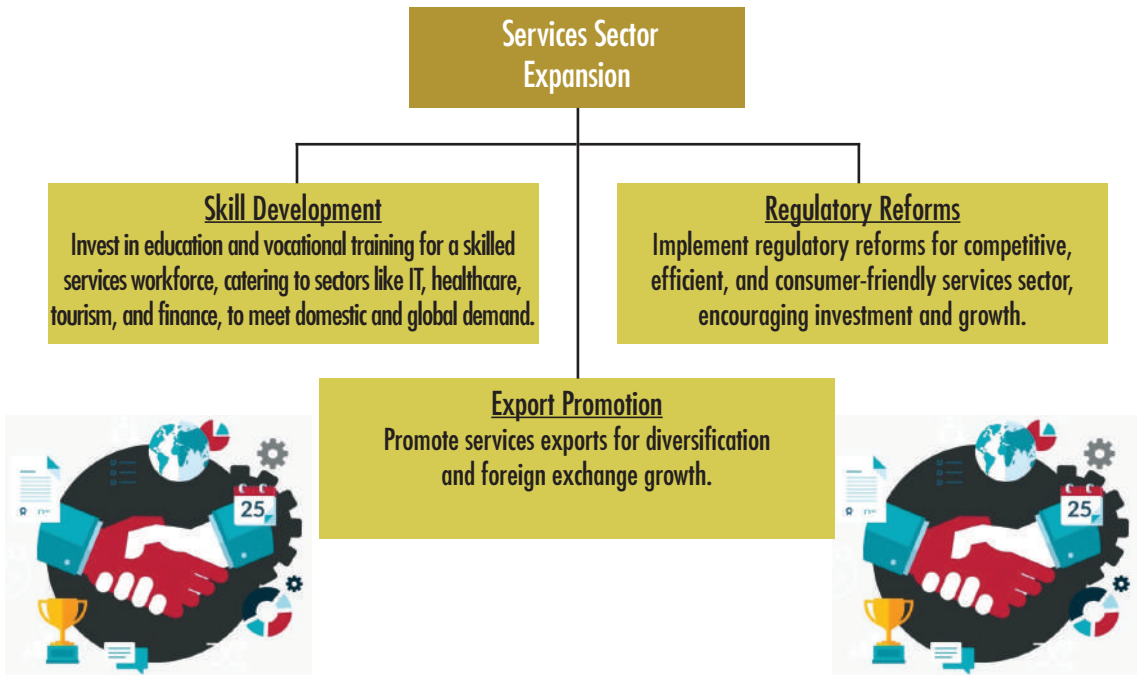 Services Sector
Expansion
Skill Development
Invest in education and vocational training for a skilled
services workforce, catering to sectors like IT, healthcare,
tourism, and finance, to meet domestic and global demand.
Regulatory Reforms
Implement regulatory reforms for competitive,
efficient, and consumer-friendly services sector,
encouraging investment and growth.
Export Promotion
Promote services exports for diversification
and foreign exchange growth.
25
25